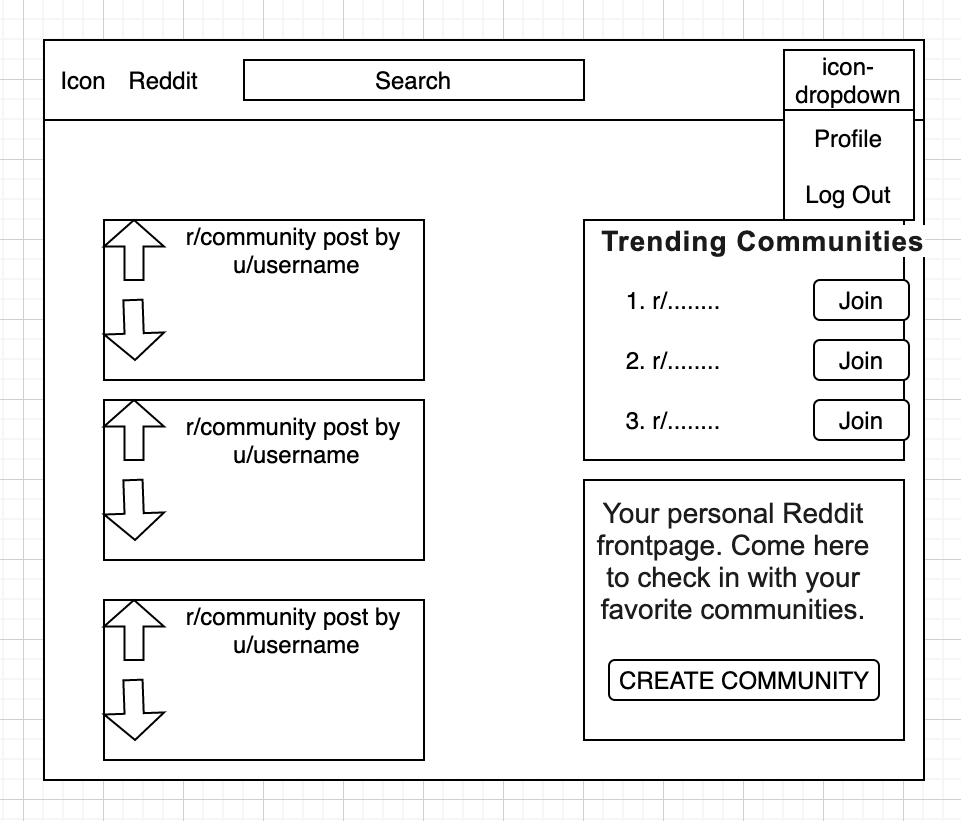 Icon
Reddit
Search
icon-
dropdown
Profile
Log Out
r/community post by
u/username
r/community post by
u/username
r/community post by
u/username
Trending Communities
1. r/........
Join
2. r/........
Join
3. r/........
Join
Your personal Reddit
frontpage. Come here
to check in with your
favorite communities.
CREATE COMMUNITY